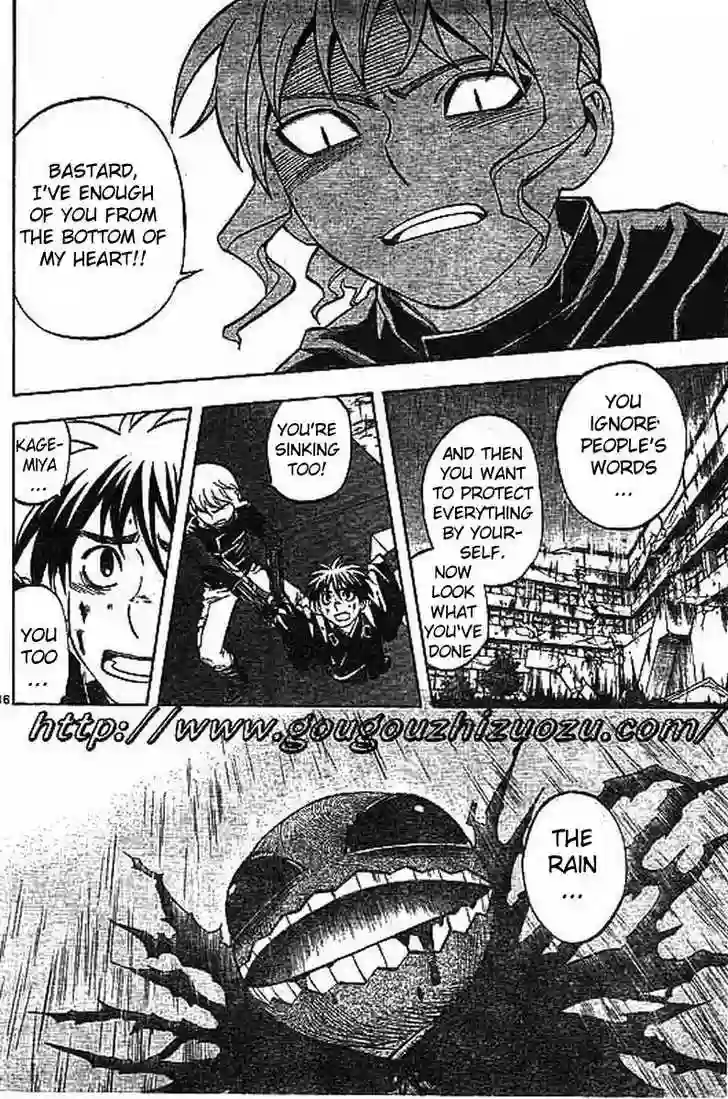 BASTARD,
I'VE ENOUGH
OF YOU FROM
THE BOTTOM OF
MY HEART!!
YOU
IGNORE
PEOPLE'S
WORDS
...
AND THEN
YOU WANT
TO PROTECT
EVERYTHING
BY YOUR-
SELF.
NOW
LOOK
WHAT
YOU'VE
DONE.
YOU'RE
SINKING
TOO!
KAGE-
MIYA
...
YOU
TOO
...
16
http://www.gougouzhizuozu.com/
THE
RAIN
...